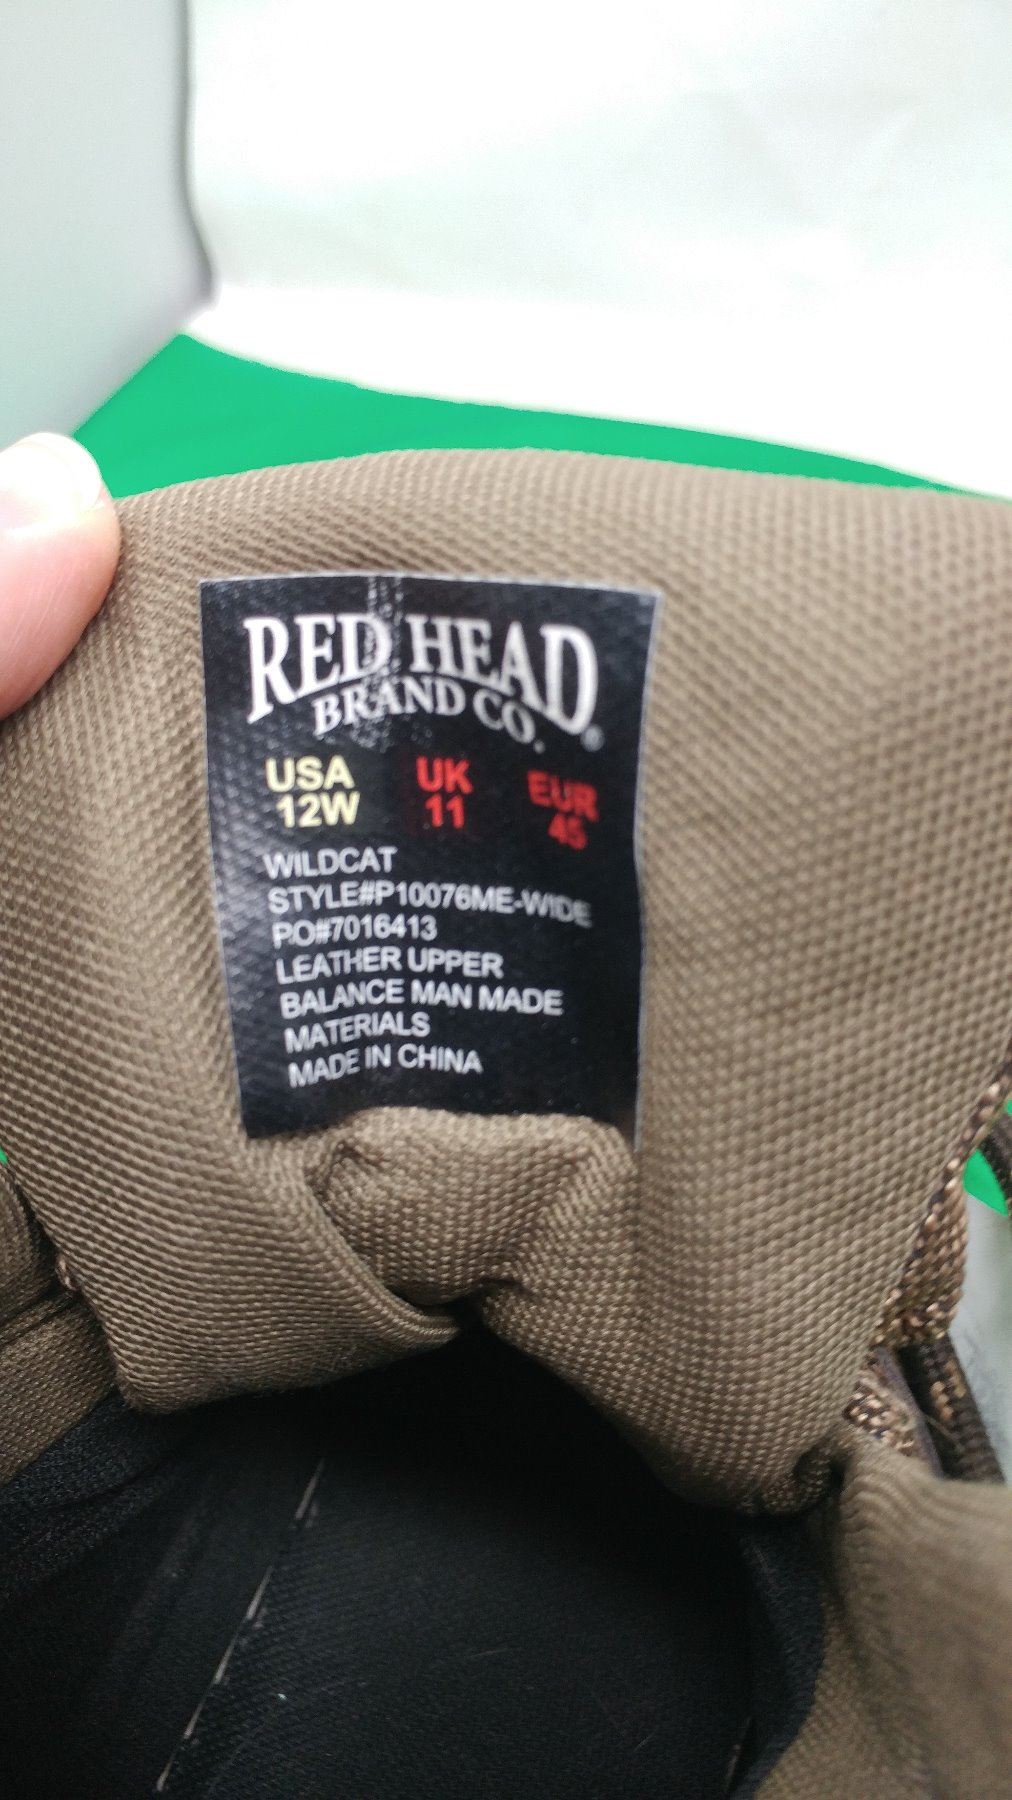 RED HEAD
BRAND CO.®
USA UK EUR
12W 11 45
WILDCAT
STYLE#P10076ME-WIDE
PO#7016413
LEATHER UPPER
BALANCE MAN MADE
MATERIALS
MADE IN CHINA